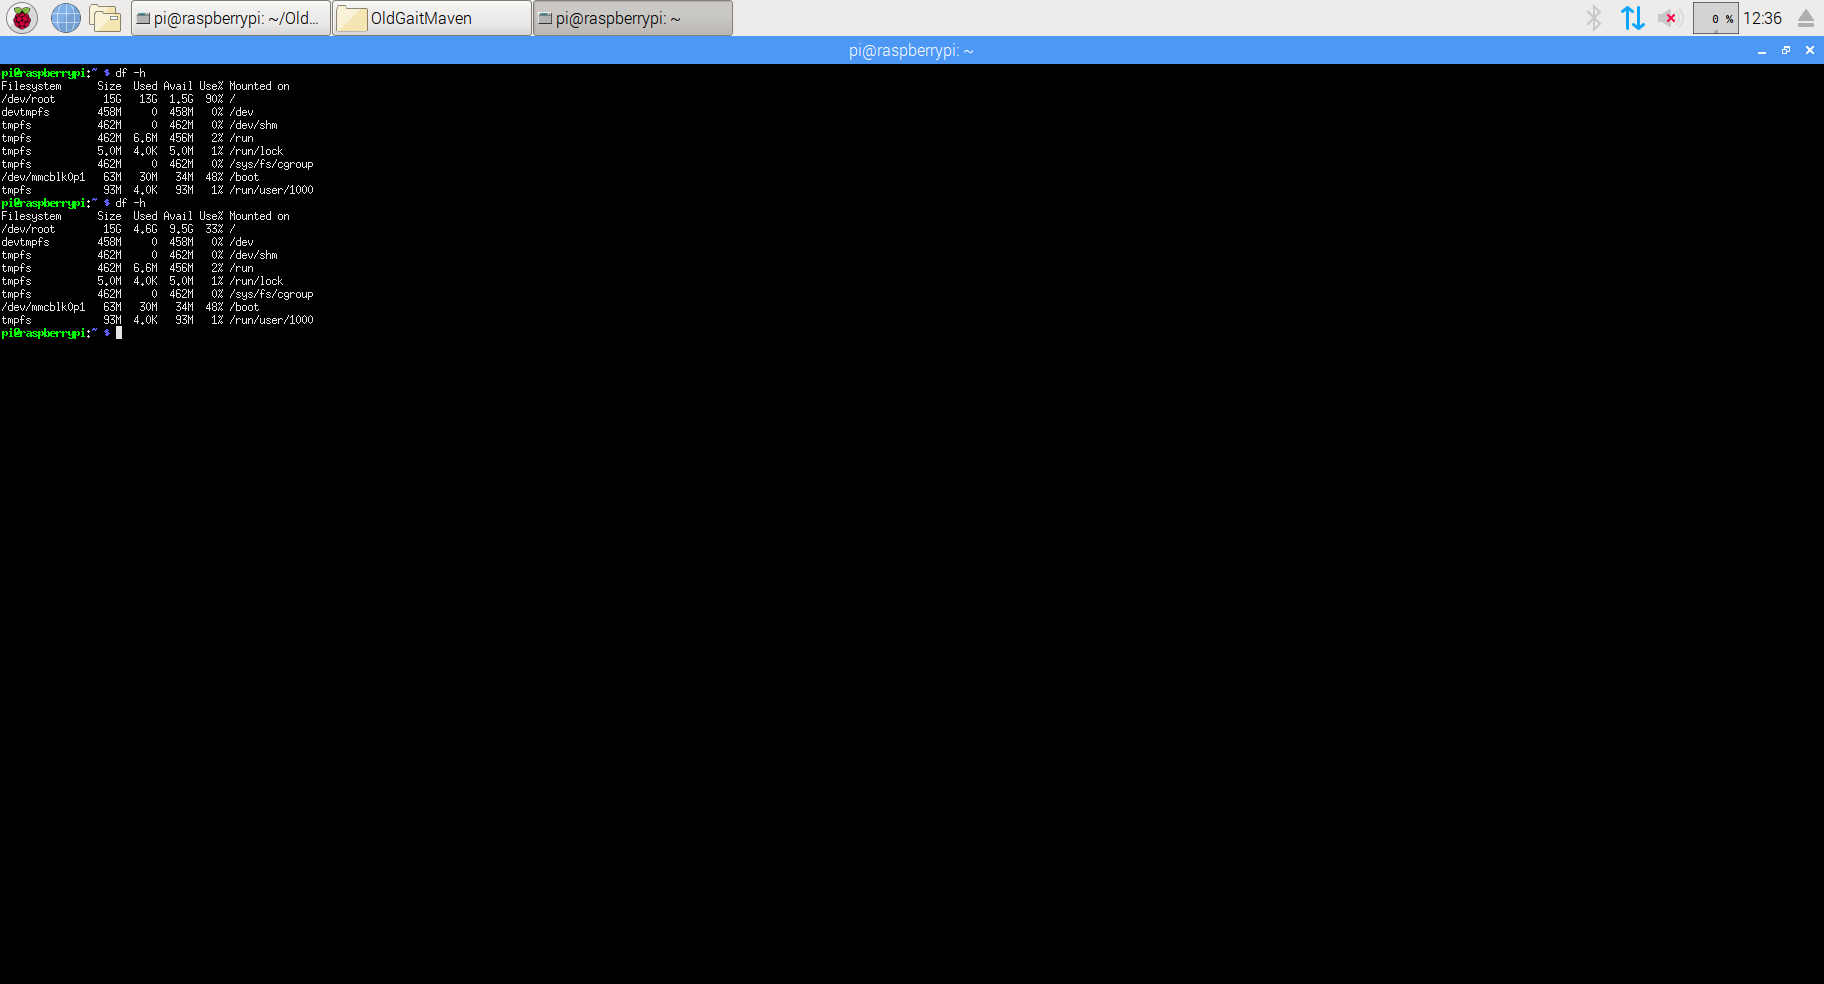 pi@raspberrypi: ~/Old... OldGaitMaven pi@raspberrypi: ~ 0 % 12:36
pi@raspberrypi: ~
pi@raspberrypi:~ $ df -h
Filesystem      Size  Used Avail Use% Mounted on
/dev/root        15G   13G  1.5G  90% /
devtmpfs        458M     0  458M   0% /dev
tmpfs           462M     0  462M   0% /dev/shm
tmpfs           462M  6.6M  456M   2% /run
tmpfs           5.0M  4.0K  5.0M   1% /run/lock
tmpfs           462M     0  462M   0% /sys/fs/cgroup
/dev/mmcblk0p1   63M   30M   34M  48% /boot
tmpfs            93M  4.0K   93M   1% /run/user/1000
pi@raspberrypi:~ $ df -h
Filesystem      Size  Used Avail Use% Mounted on
/dev/root        15G  4.6G  9.5G  33% /
devtmpfs        458M     0  458M   0% /dev
tmpfs           462M     0  462M   0% /dev/shm
tmpfs           462M  6.6M  456M   2% /run
tmpfs           5.0M  4.0K  5.0M   1% /run/lock
tmpfs           462M     0  462M   0% /sys/fs/cgroup
/dev/mmcblk0p1   63M   30M   34M  48% /boot
tmpfs            93M  4.0K   93M   1% /run/user/1000
pi@raspberrypi:~ $